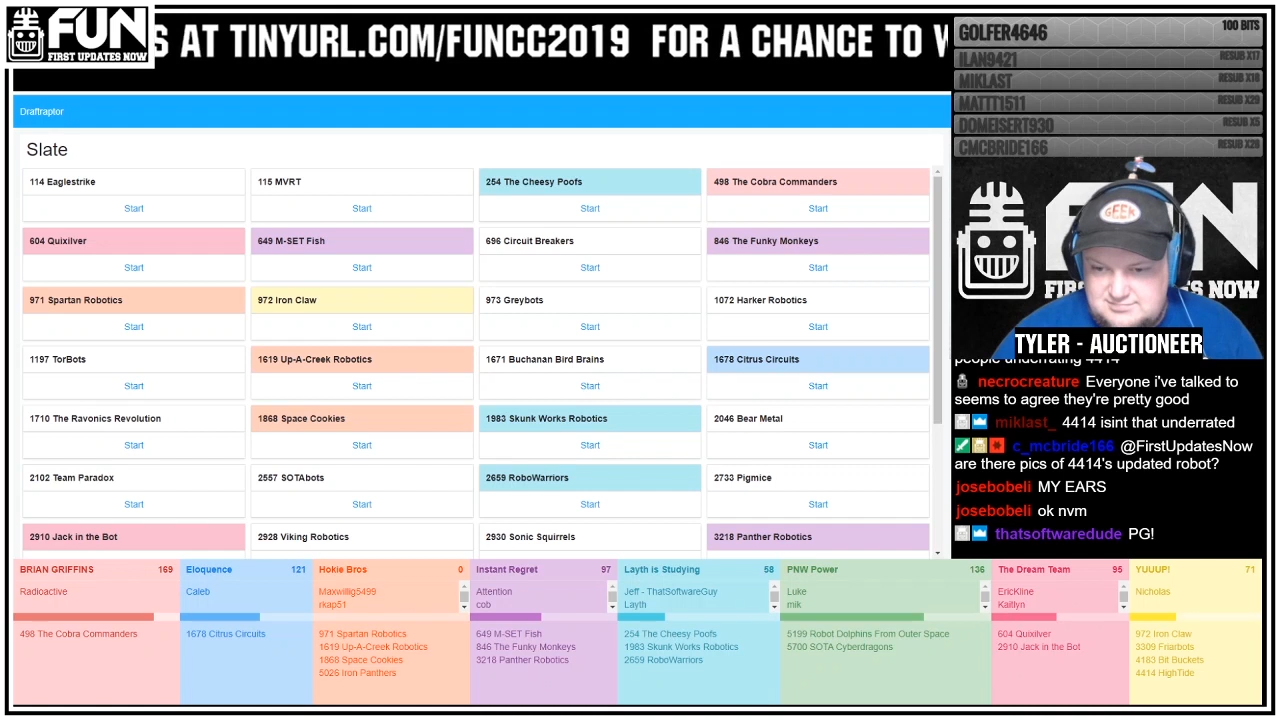 FUN
FIRST UPDATES NOW
S AT TINYURL.COM/FUNCC2019 FOR A CHANCE TO W
Draftraptor
Slate
114 Eaglestrike
115 MVRT
254 The Cheesy Poofs
498 The Cobra Commanders
Start
Start
Start
Start
604 Quixilver
649 M-SET Fish
696 Circuit Breakers
846 The Funky Monkeys
Start
Start
Start
Start
971 Spartan Robotics
972 Iron Claw
973 Greybots
1072 Harker Robotics
Start
Start
Start
Start
1197 TorBots
1619 Up-A-Creek Robotics
1671 Buchanan Bird Brains
1678 Citrus Circuits
Start
Start
Start
Start
1710 The Ravonics Revolution
1868 Space Cookies
1983 Skunk Works Robotics
2046 Bear Metal
Start
Start
Start
Start
2102 Team Paradox
2557 SOTAbots
2659 RoboWarriors
2733 Pigmice
Start
Start
Start
Start
2910 Jack in the Bot
2928 Viking Robotics
2930 Sonic Squirrels
3218 Panther Robotics
BRIAN GRIFFINS 169
Radioactive
498 The Cobra Commanders
Eloquence 121
Caleb
1678 Citrus Circuits
Hokie Bros 0
Maxwillig5499
rkap51
971 Spartan Robotics
1619 Up-A-Creek Robotics
1868 Space Cookies
5026 Iron Panthers
Instant Regret 97
Attention
cob
649 M-SET Fish
846 The Funky Monkeys
3218 Panther Robotics
Layth is Studying 58
Jeff - ThatSoftwareGuy
Layth
254 The Cheesy Poofs
1983 Skunk Works Robotics
2659 RoboWarriors
PNW Power 136
Luke
mik
5199 Robot Dolphins From Outer Space
5700 SOTA Cyberdragons
The Dream Team 95
EricKline
Kaitlyn
604 Quixilver
2910 Jack in the Bot
YUUUP! 71
Nicholas
972 Iron Claw
3309 Friarbots
4183 Bit Buckets
4414 HighTide
GOLFER4646 100 BITS
ILAN9421 RESUB X17
MIKLAST RESUB X18
MATTT1511 RESUB X29
DOMEISERT930 RESUB X5
CMCBRIDE166 RESUB X28
GEEK
TYLER - AUCTIONEER
people underrating 4414
necrocreature Everyone i've talked to
seems to agree they're pretty good
miklast_ 4414 isint that underrated
c_mcbride166 @FirstUpdatesNow
are there pics of 4414's updated robot?
josebobeli MY EARS
josebobeli ok nvm
thatsoftwaredude PG!